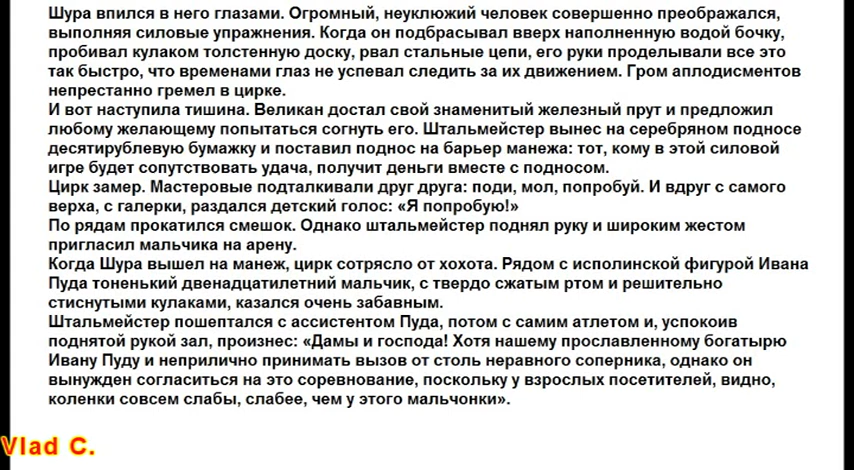 Шура впился в него глазами. Огромный, неуклюжий человек совершенно преображался,
выполняя силовые упражнения. Когда он подбрасывал вверх наполненную водой бочку,
пробивал кулаком толстенную доску, рвал стальные цепи, его руки проделывали все это
так быстро, что временами глаз не успевал следить за их движением. Гром аплодисментов
непрестанно гремел в цирке.
И вот наступила тишина. Великан достал свой знаменитый железный прут и предложил
любому желающему попытаться согнуть его. Штальмейстер вынес на серебряном подносе
десятирублевую бумажку и поставил поднос на барьер манежа: тот, кому в этой силовой
игре будет сопутствовать удача, получит деньги вместе с подносом.
Цирк замер. Мастеровые подталкивали друг друга: поди, мол, попробуй. И вдруг с самого
верха, с галерки, раздался детский голос: «Я попробую!»
По рядам прокатился смешок. Однако штальмейстер поднял руку и широким жестом
пригласил мальчика на арену.
Когда Шура вышел на манеж, цирк сотрясло от хохота. Рядом с исполинской фигурой Ивана
Пуда тоненький двенадцатилетний мальчик, с твердо сжатым ртом и решительно
стиснутыми кулаками, казался очень забавным.
Штальмейстер пошептался с ассистентом Пуда, потом с самим атлетом и, успокоив
поднятой рукой зал, произнес: «Дамы и господа! Хотя нашему прославленному богатырю
Ивану Пуду и неприлично принимать вызов от столь неравного соперника, однако он
вынужден согласиться на это соревнование, поскольку у взрослых посетителей, видно,
коленки совсем слабы, слабее, чем у этого мальчонки».
Vlad C.